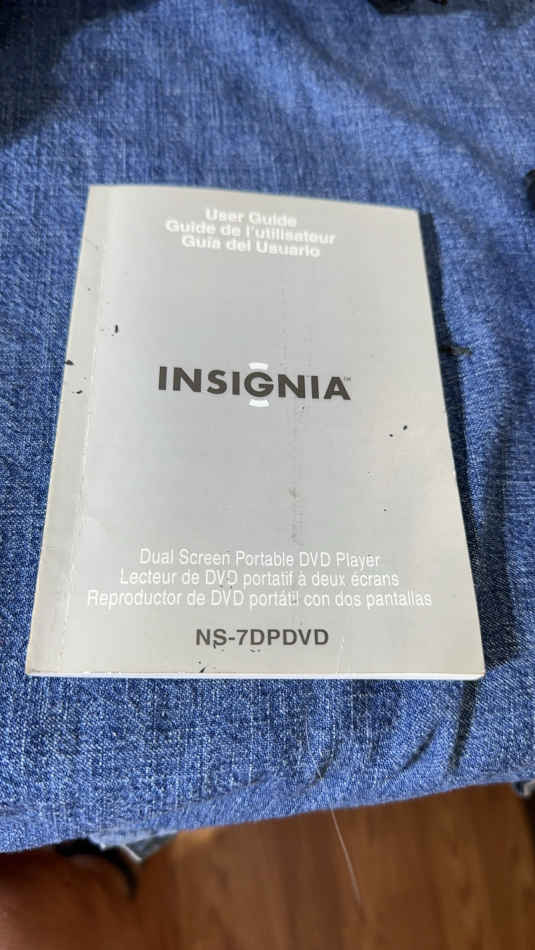 User Guide
Guide de l'utilisateur
Guía del Usuario
INSIGNIA™
Dual Screen Portable DVD Player
Lecteur de DVD portatif à deux écrans
Reproductor de DVD portátil con dos pantallas
NS-7DPDVD